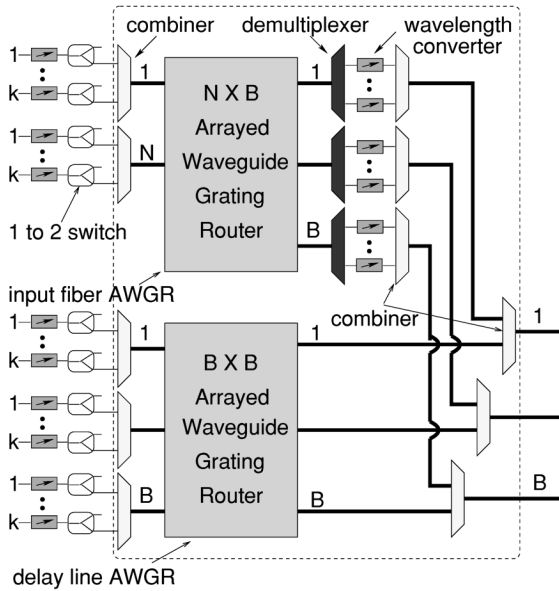 combiner
demultiplexer
wavelength
converter
1
k
1
1
N X B
Arrayed
Waveguide
Grating
Router
1
k
N
B
1 to 2 switch
input fiber AWGR
combiner
1
k
1
1
1
B X B
Arrayed
Waveguide
Grating
Router
1
k
1
k
B
B
B
delay line AWGR